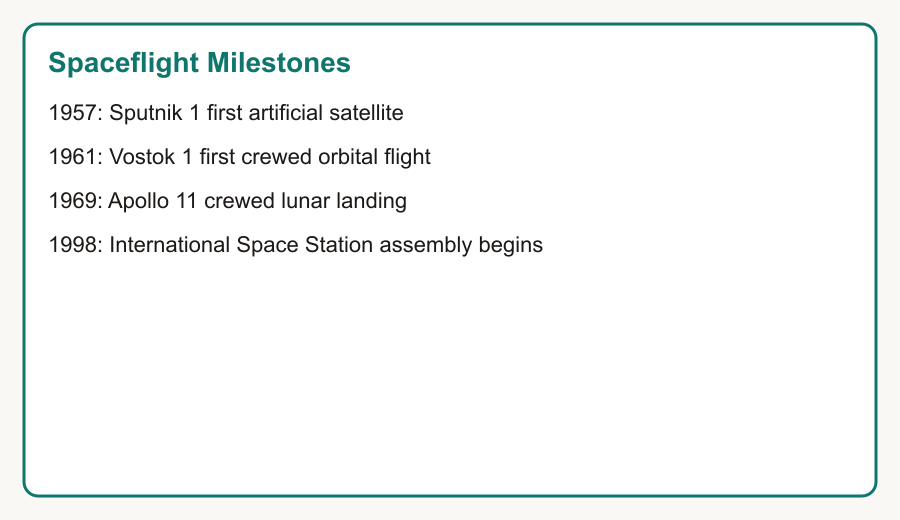 Spaceflight Milestones
1957: Sputnik 1 first artificial satellite
1961: Vostok 1 first crewed orbital flight
1969: Apollo 11 crewed lunar landing
1998: International Space Station assembly begins